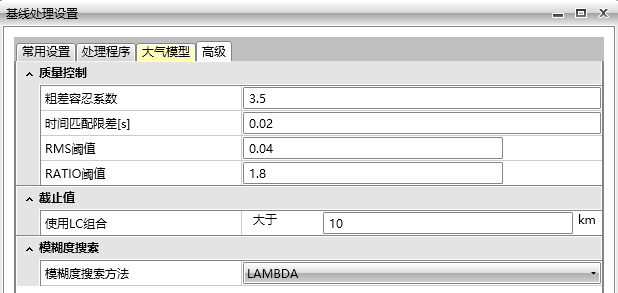 基线处理设置
常用设置 处理程序 大气模型 高级
质量控制
粗差容忍系数 3.5
时间匹配限差[s] 0.02
RMS阈值 0.04
RATIO阈值 1.8
截止值
使用LC组合 大于 10 km
模糊度搜索
模糊度搜索方法 LAMBDA